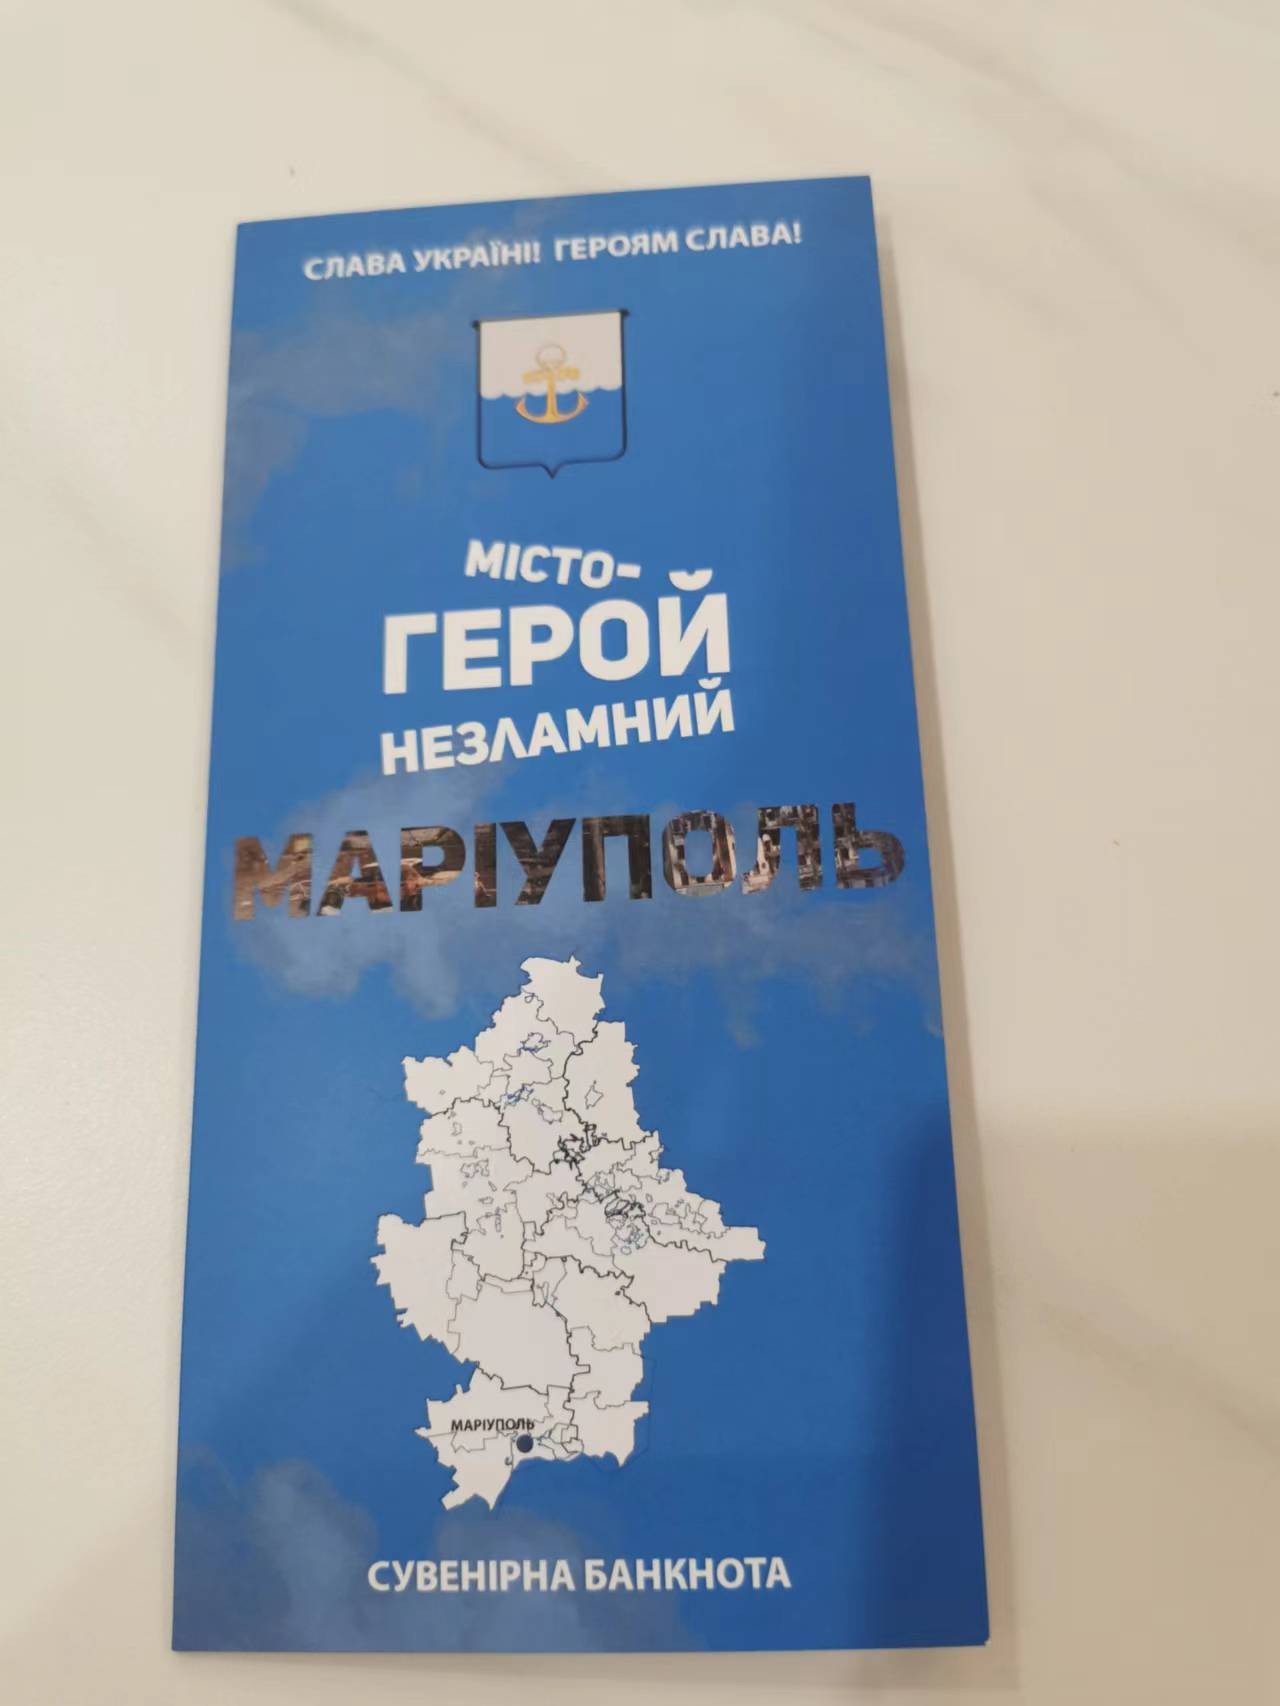 СЛАВА УКРАЇНІ! ГЕРОЯМ СЛАВА!
МІСТО-
ГЕРОЙ
НЕЗЛАМНИЙ
МАРІУПОЛЬ
МАРІУПОЛЬ
СУВЕНІРНА БАНКНОТА